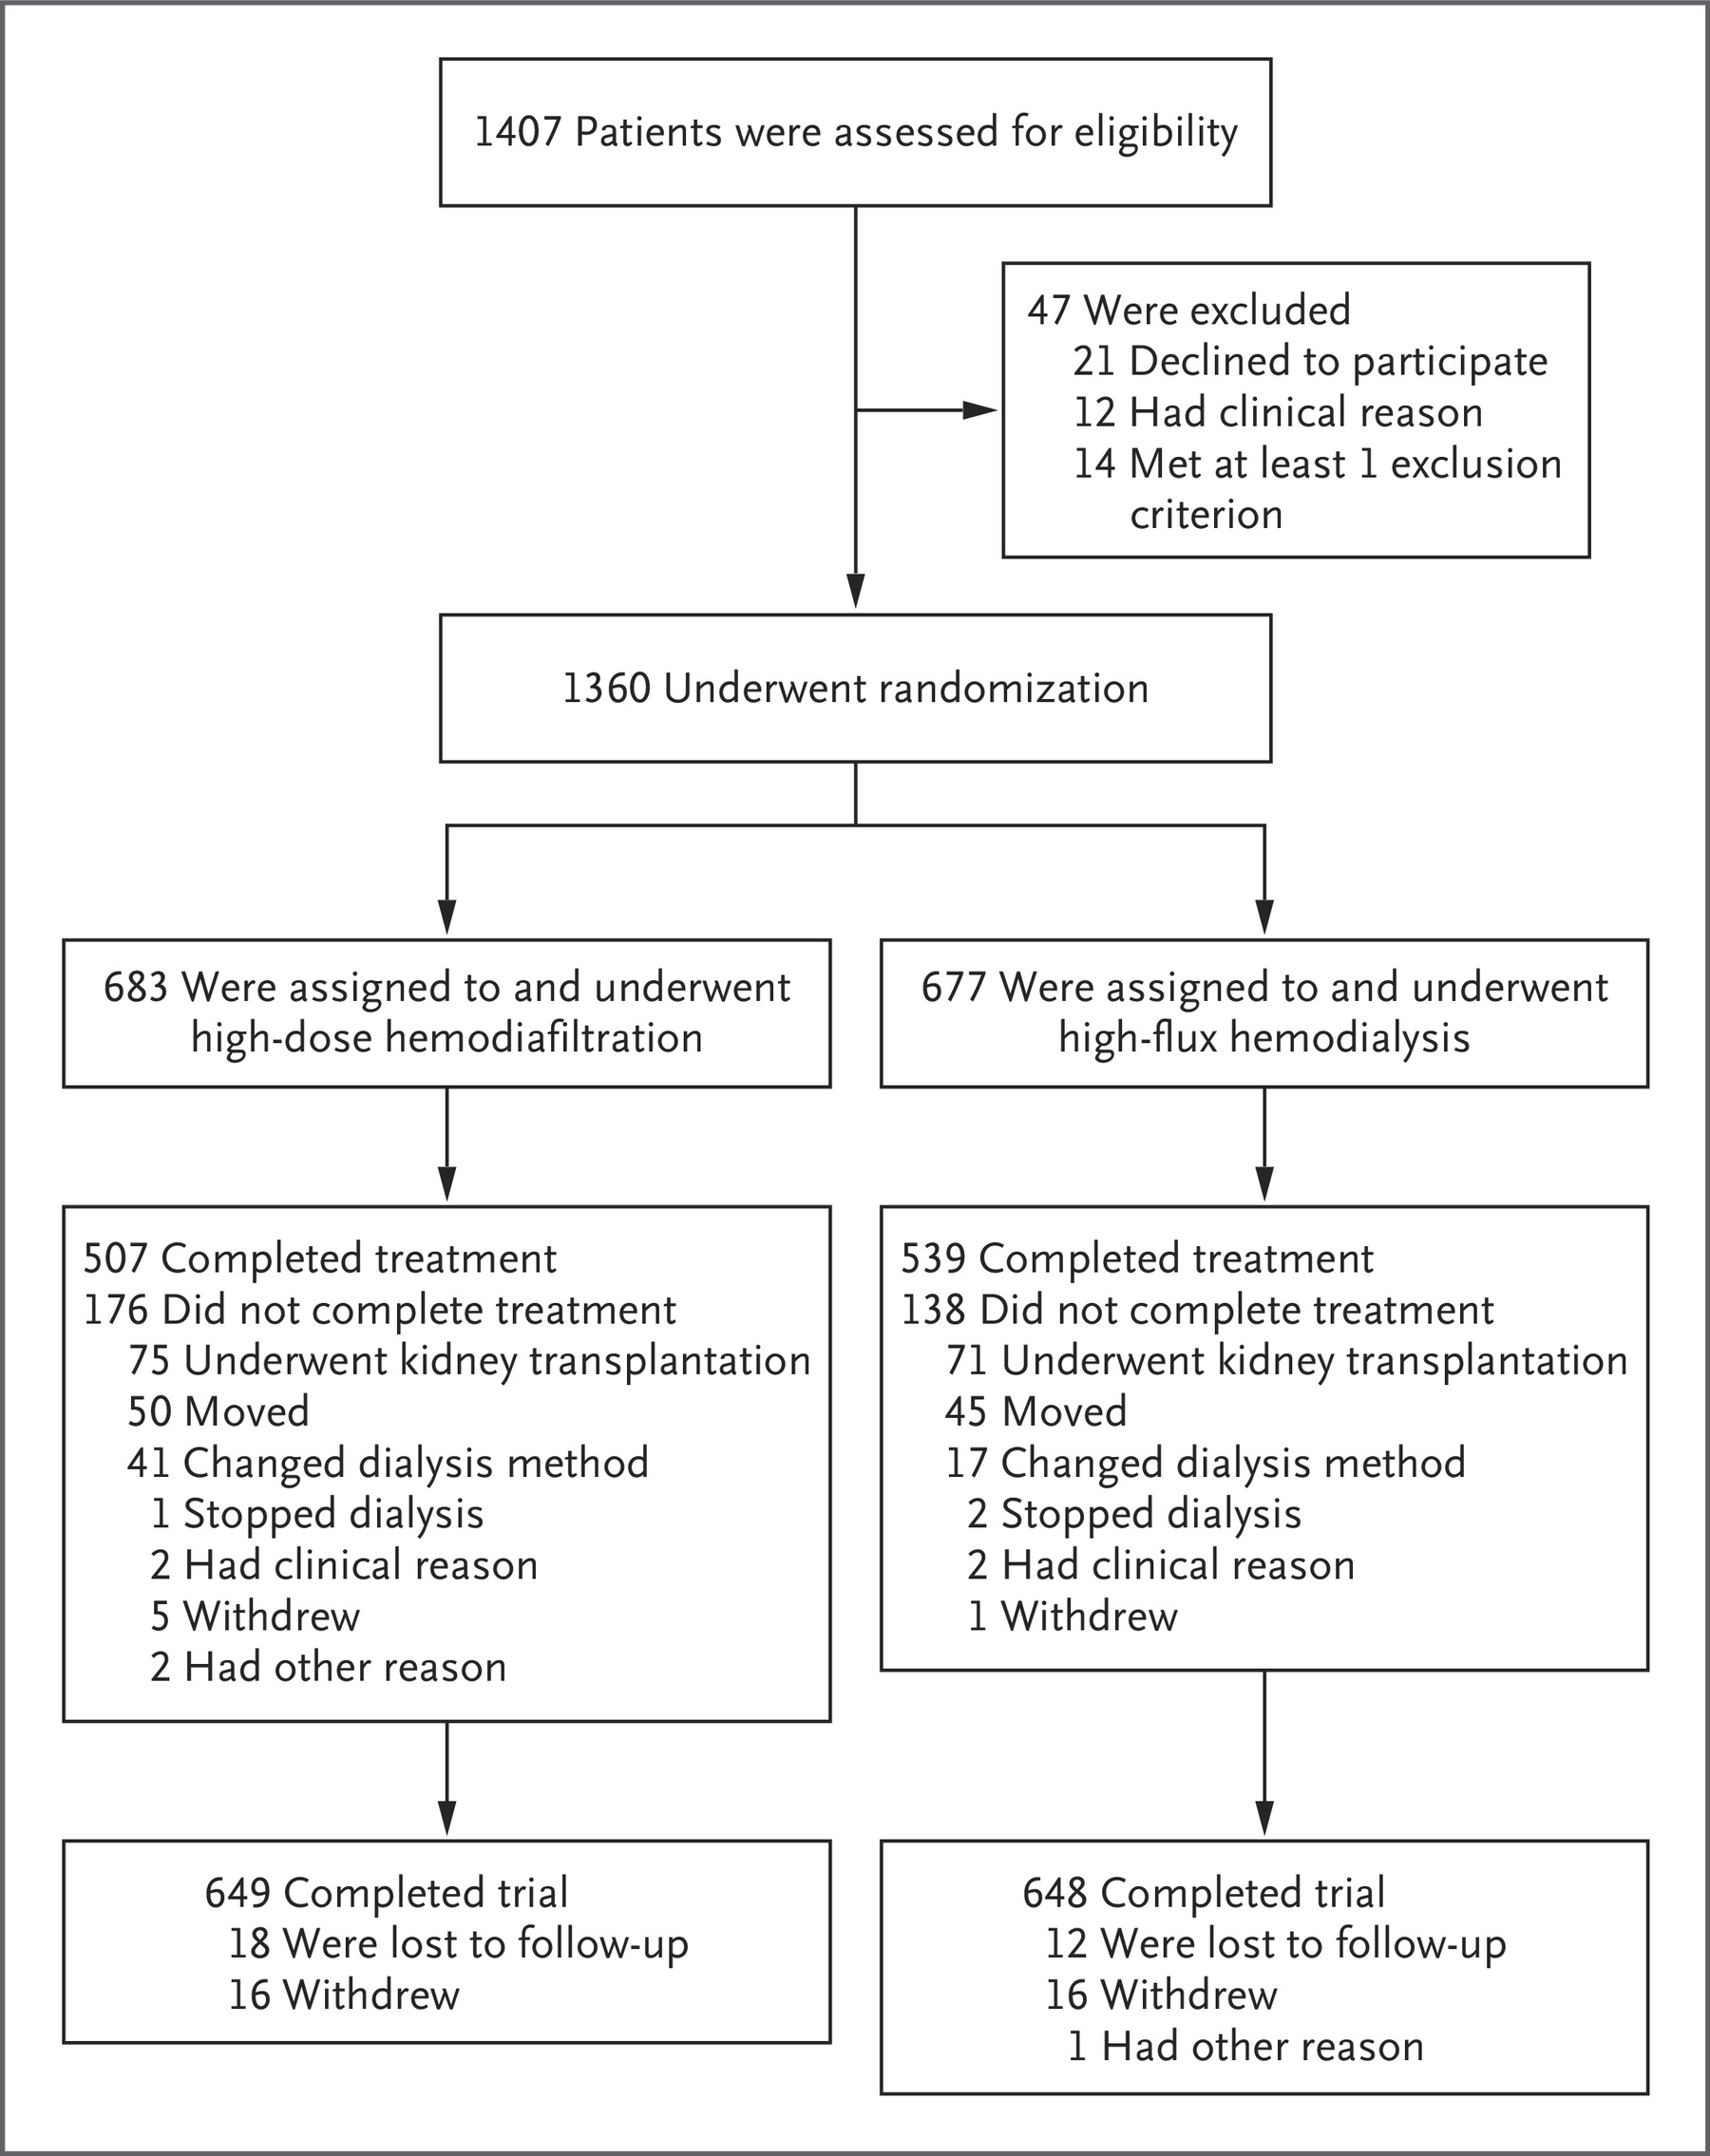 1407 Patients were assessed for eligibility
47 Were excluded
21 Declined to participate
12 Had clinical reason
14 Met at least 1 exclusion
criterion
1360 Underwent randomization
683 Were assigned to and underwent
high-dose hemodiafiltration
677 Were assigned to and underwent
high-flux hemodialysis
507 Completed treatment
176 Did not complete treatment
75 Underwent kidney transplantation
50 Moved
41 Changed dialysis method
1 Stopped dialysis
2 Had clinical reason
5 Withdrew
2 Had other reason
539 Completed treatment
138 Did not complete treatment
71 Underwent kidney transplantation
45 Moved
17 Changed dialysis method
2 Stopped dialysis
2 Had clinical reason
1 Withdrew
649 Completed trial
18 Were lost to follow-up
16 Withdrew
648 Completed trial
12 Were lost to follow-up
16 Withdrew
1 Had other reason